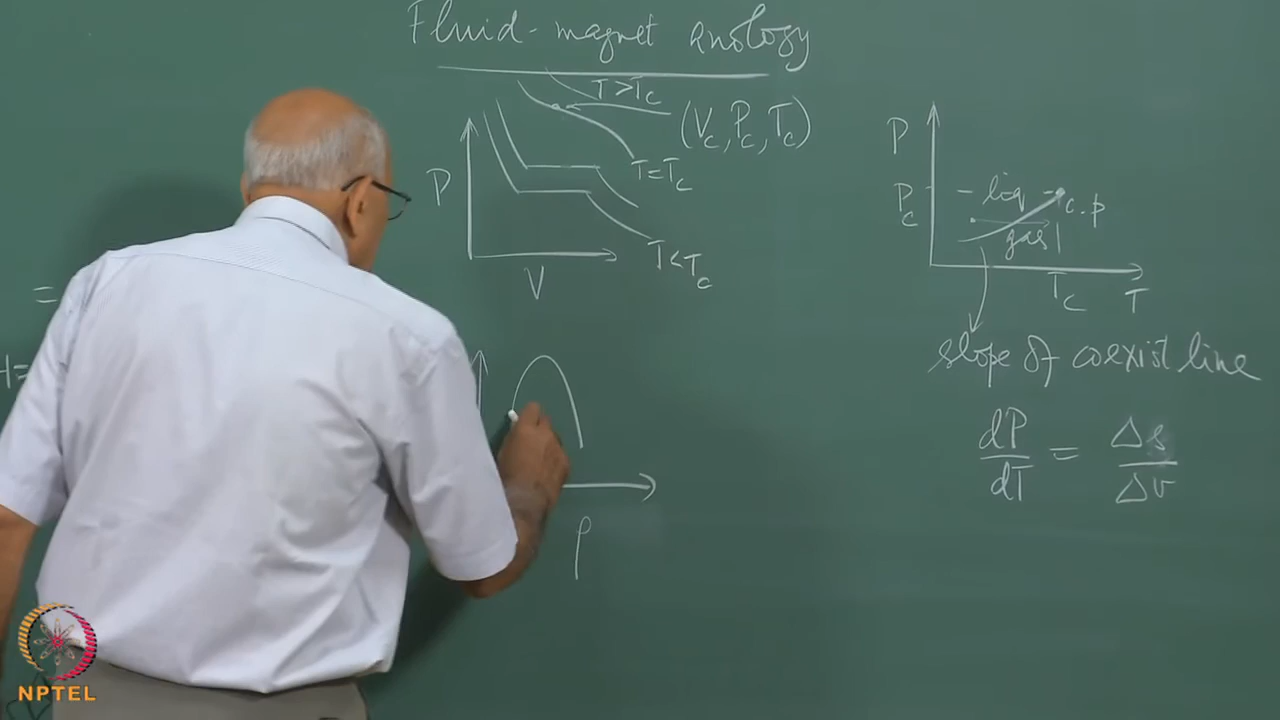 Fluid-magnet anology
T > Tc
(Vc, Pc, Tc)
T = Tc
T < Tc
P
V
ρ
P
Pc
liq
c.p
gas
Tc
T
slope of coexist line
dP/dT = Δs/Δv
=
H =
NPTEL